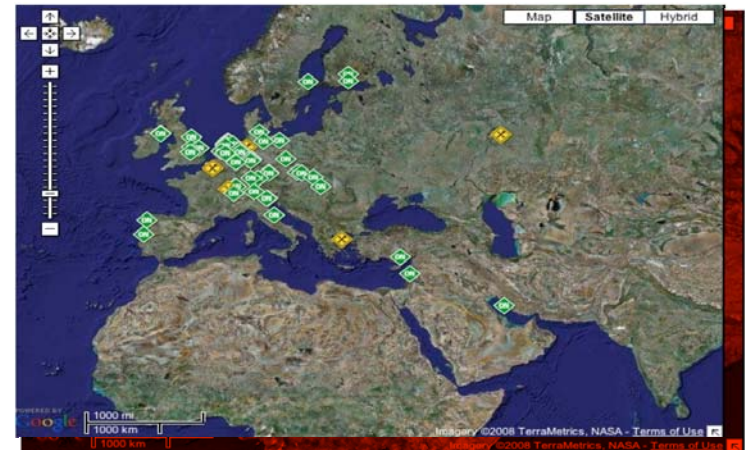 Map Satellite Hybrid
ON
POWERED BY
Google
1000 mi
1000 km
Imagery ©2008 TerraMetrics, NASA - Terms of Use
1000 km
Imagery ©2008 TerraMetrics, NASA - Terms of Use